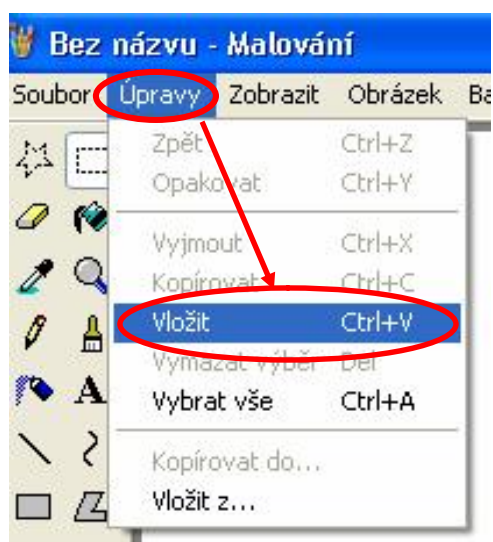 Bez názvu - Malování
Soubor Úpravy Zobrazit Obrázek Ba
Zpět Ctrl+Z
Opakovat Ctrl+Y
Vyjmout Ctrl+X
Kopírovat Ctrl+C
Vložit Ctrl+V
Vymazat výběr Del
Vybrat vše Ctrl+A
Kopírovat do...
Vložit z...
A